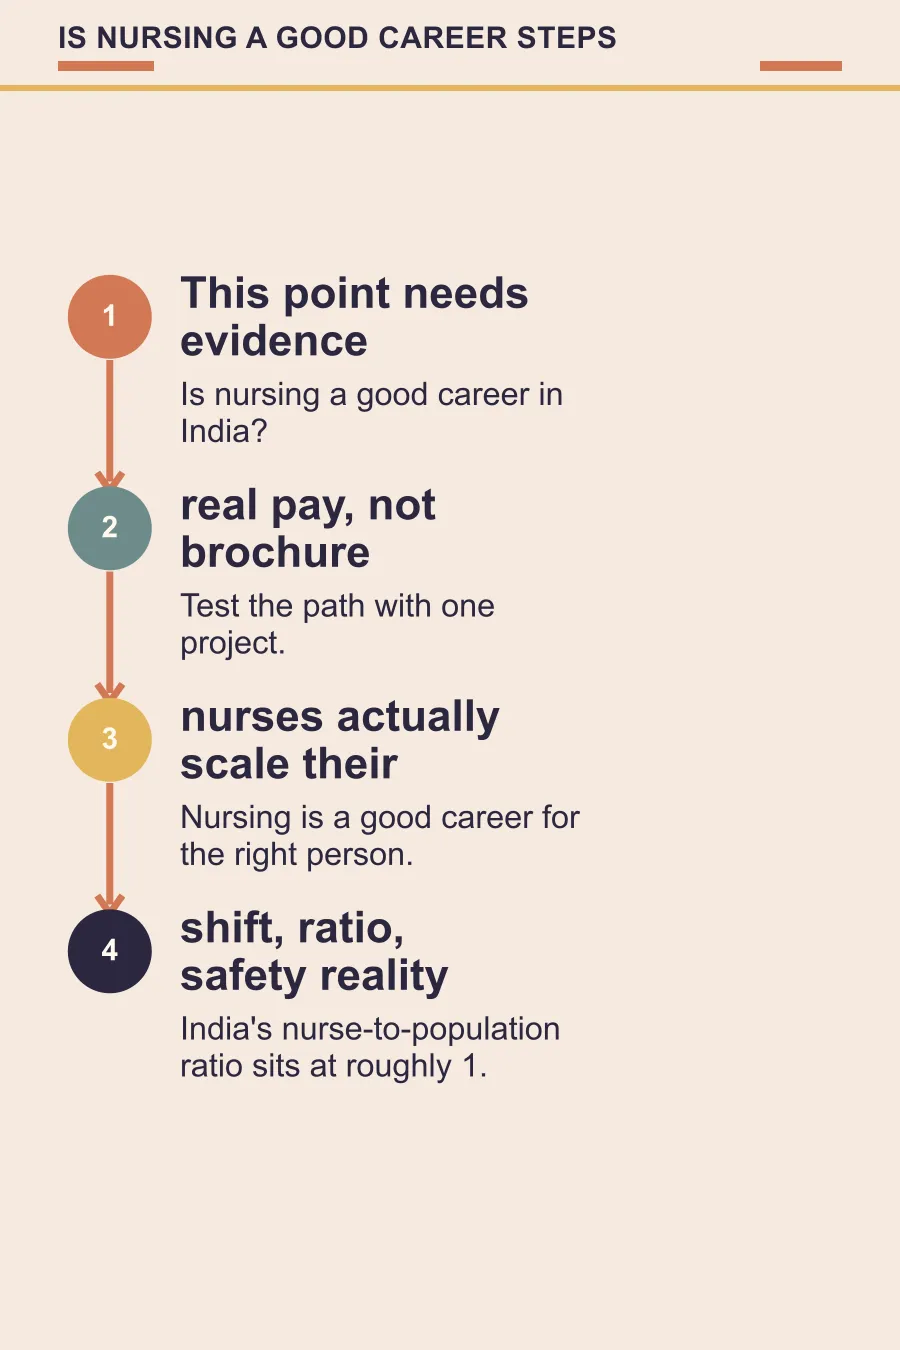 IS NURSING A GOOD CAREER STEPS
1
This point needs
evidence
Is nursing a good career in
India?
2
real pay, not
brochure
Test the path with one
project.
3
nurses actually
scale their
Nursing is a good career for
the right person.
4
shift, ratio,
safety reality
India's nurse-to-population
ratio sits at roughly 1.